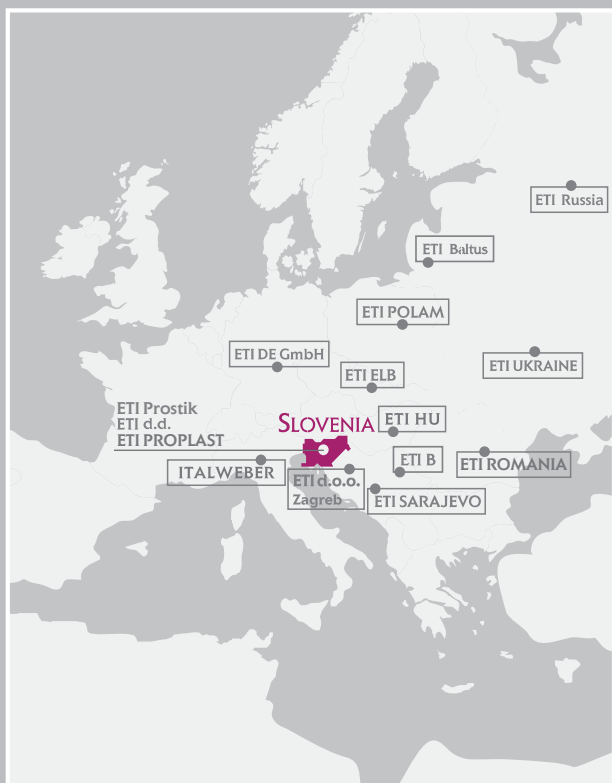 ETI Russia
ETI Baltus
ETI POLAM
ETI DE GmbH
ETI UKRAINE
ETI ELB
ETI Prostik
ETI d.d.
ETI PROPLAST
SLOVENIA
ETI HU
ITALWEBER
ETI d.o.o.
Zagreb
ETI B
ETI ROMANIA
ETI SARAJEVO